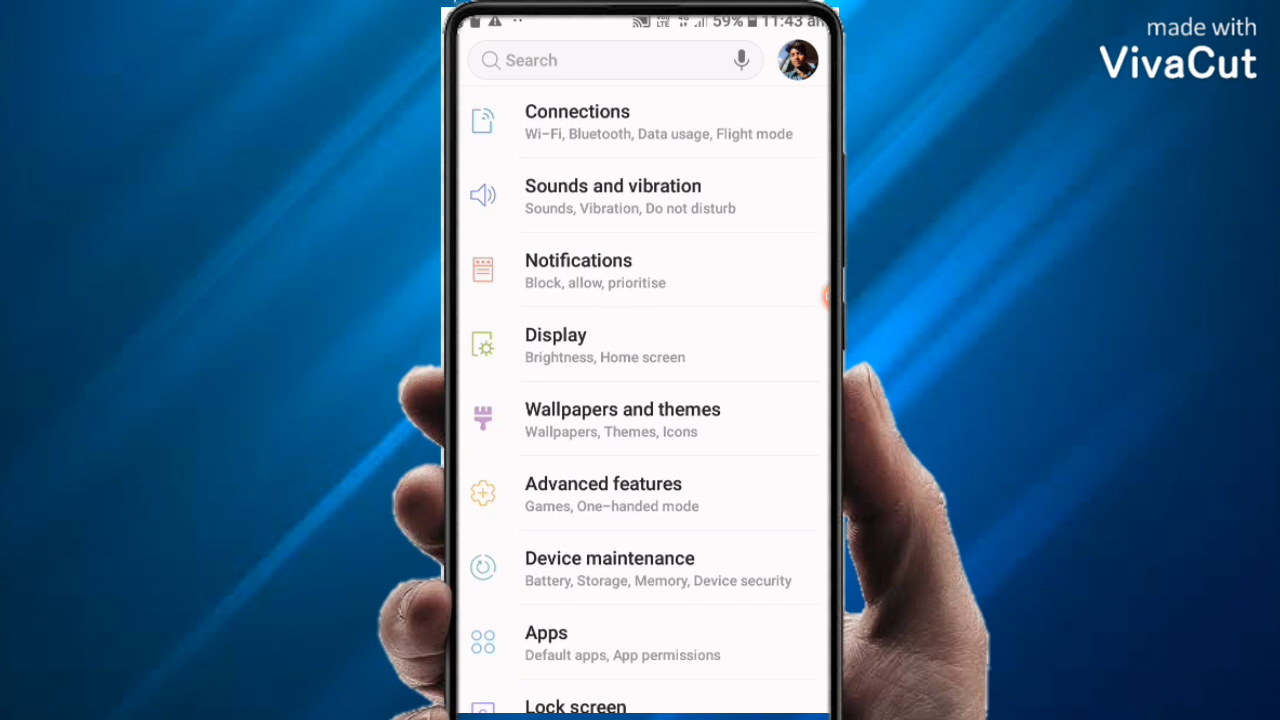 made with
VivaCut
59% 11:43 am
Search
Connections
Wi-Fi, Bluetooth, Data usage, Flight mode
Sounds and vibration
Sounds, Vibration, Do not disturb
Notifications
Block, allow, prioritise
Display
Brightness, Home screen
Wallpapers and themes
Wallpapers, Themes, Icons
Advanced features
Games, One-handed mode
Device maintenance
Battery, Storage, Memory, Device security
Apps
Default apps, App permissions
Lock screen